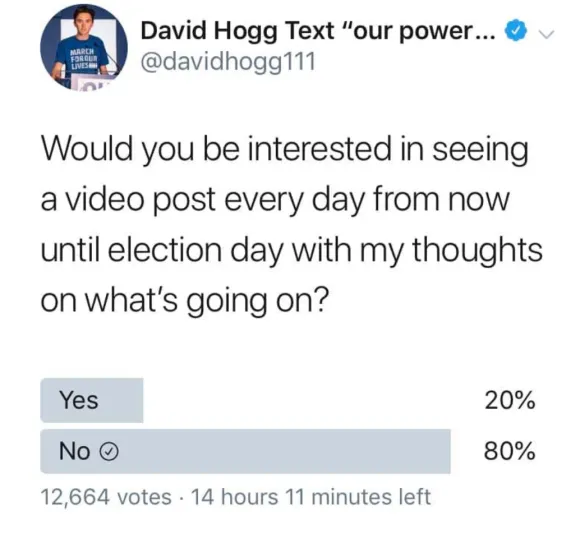 David Hogg Text “our power...
@davidhogg111
MARCH
FOR OUR
LIVES
Would you be interested in seeing
a video post every day from now
until election day with my thoughts
on what's going on?
Yes 20%
No 80%
12,664 votes · 14 hours 11 minutes left